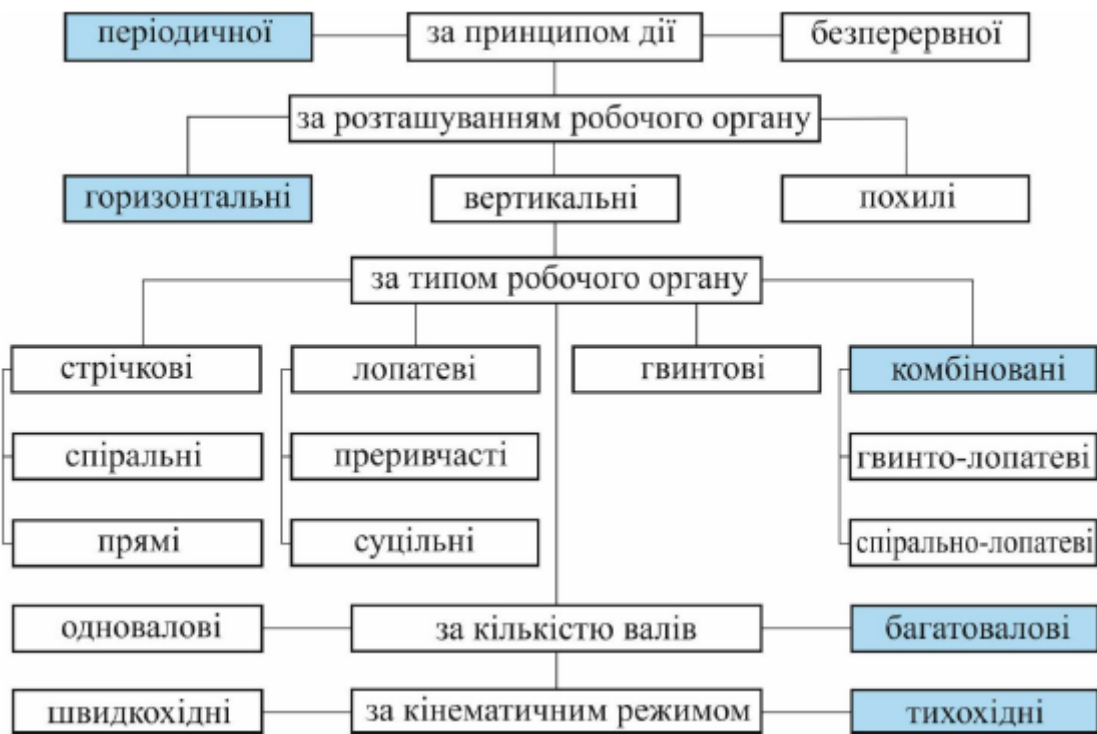 періодичної
за принципом дії
безперервної
за розташуванням робочого органу
горизонтальні
вертикальні
похилі
за типом робочого органу
стрічкові
лопатеві
гвинтові
комбіновані
спіральні
преривчасті
гвинто-лопатеві
прямі
суцільні
спірально-лопатеві
одновалові
за кількістю валів
багатовалові
швидкохідні
за кінематичним режимом
тихохідні